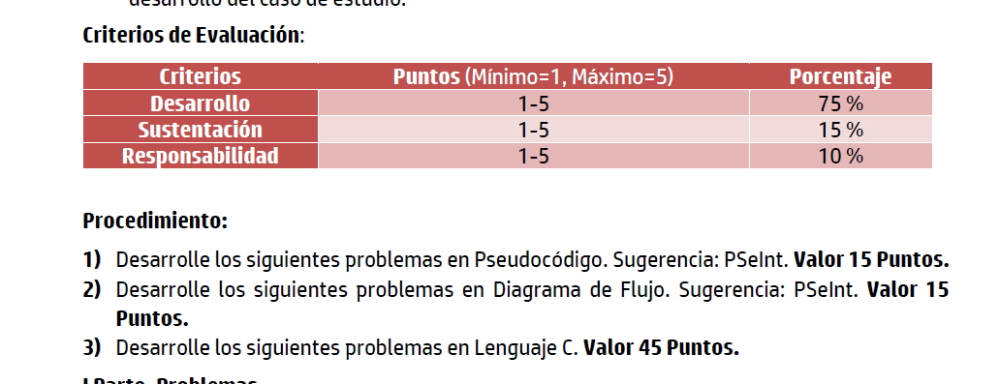 desarrollo del caso de estudio.
Criterios de Evaluación:
Criterios Puntos (Mínimo=1, Máximo=5) Porcentaje
Desarrollo 1-5 75 %
Sustentación 1-5 15 %
Responsabilidad 1-5 10 %
Procedimiento:
1) Desarrolle los siguientes problemas en Pseudocódigo. Sugerencia: PSeInt. Valor 15 Puntos.
2) Desarrolle los siguientes problemas en Diagrama de Flujo. Sugerencia: PSeInt. Valor 15
Puntos.
3) Desarrolle los siguientes problemas en Lenguaje C. Valor 45 Puntos.
I Parte. Problemas